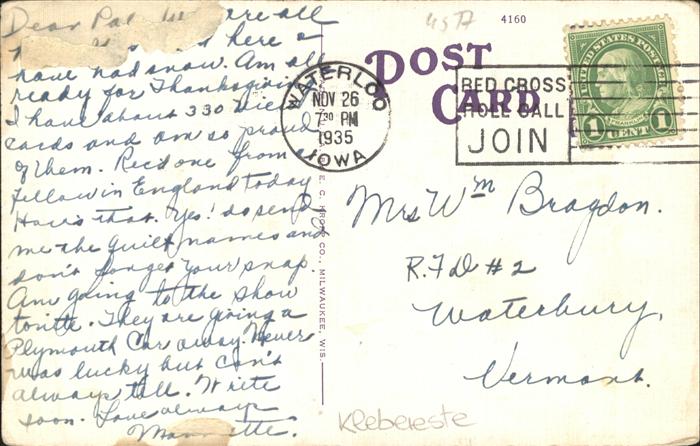 Dear Pal are all
here &
have had snow. Am all
ready for Thanksgiving
I have about 330 view
cards and am so proud
of them. Rec'd one from a
fellow in England today
How's that. Yes! do send
me the quilt names and
don't forget your snap.
Am going to the show
tonite. They are giving a
Plymouth Car away. Never
was lucky but can't
always tell. Write
soon. Love always
4577
4160
POST
CARD
WATERLOO
NOV 26
7 30 PM
1935
IOWA
RED CROSS
ROLL CALL
JOIN
UNITED STATES POSTAGE
FRANKLIN
1 CENT 1
E. C. KROPP CO., MILWAUKEE, WIS.
Mrs Wm Bragdon.
R.F.D # 2
Waterbury,
Vermont.
Klebereste